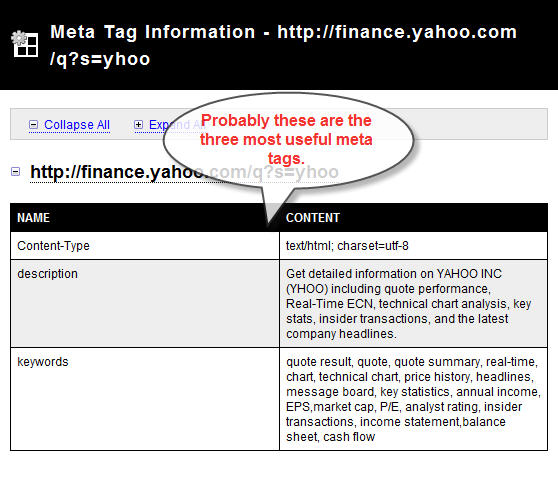 Meta Tag Information - http://finance.yahoo.com
/q?s=yhoo
Collapse All Expand All
Probably these are the
three most useful meta
tags.
http://finance.yahoo.com/q?s=yhoo
NAME CONTENT
Content-Type text/html; charset=utf-8
description Get detailed information on YAHOO INC
(YHOO) including quote performance,
Real-Time ECN, technical chart analysis, key
stats, insider transactions, and the latest
company headlines.
keywords quote result, quote, quote summary, real-time,
chart, technical chart, price history, headlines,
message board, key statistics, annual income,
EPS,market cap, P/E, analyst rating, insider
transactions, income statement,balance
sheet, cash flow